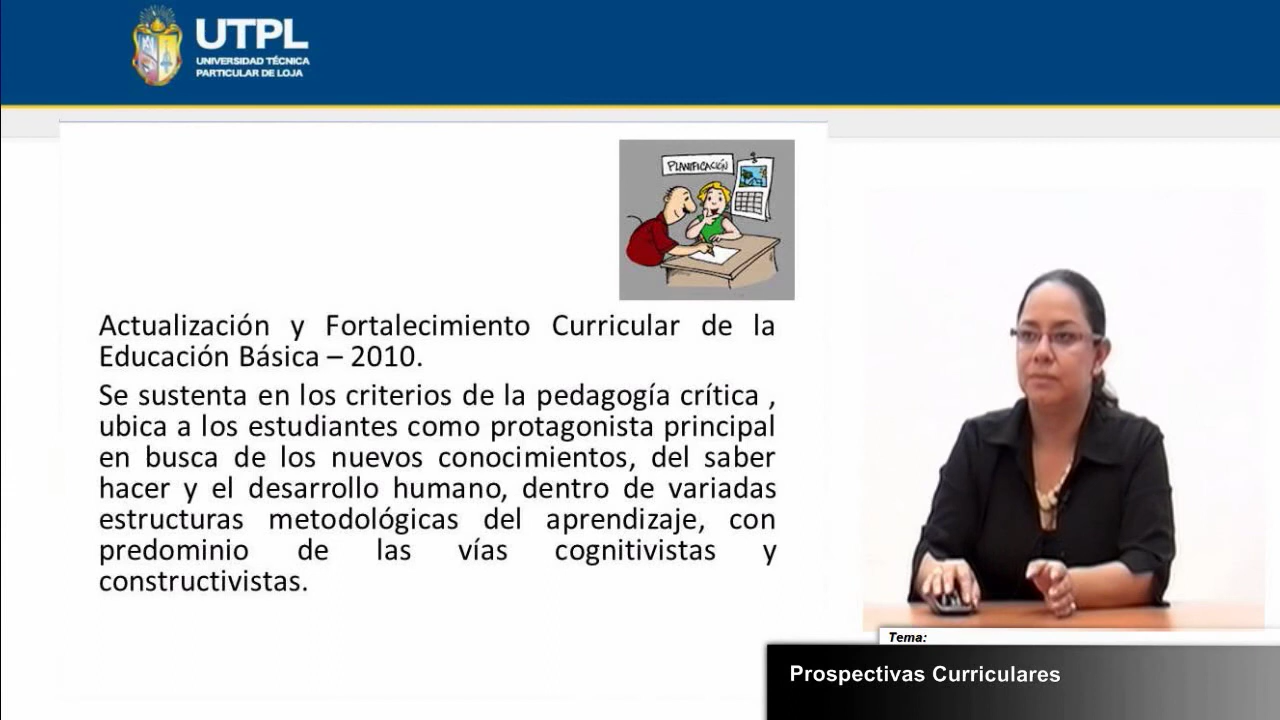 UTPL
UNIVERSIDAD TÉCNICA
PARTICULAR DE LOJA
PLANIFICACIÓN
Actualización y Fortalecimiento Curricular de la
Educación Básica – 2010.
Se sustenta en los criterios de la pedagogía crítica ,
ubica a los estudiantes como protagonista principal
en busca de los nuevos conocimientos, del saber
hacer y el desarrollo humano, dentro de variadas
estructuras metodológicas del aprendizaje, con
predominio de las vías cognitivistas y
constructivistas.
Tema:
Prospectivas Curriculares